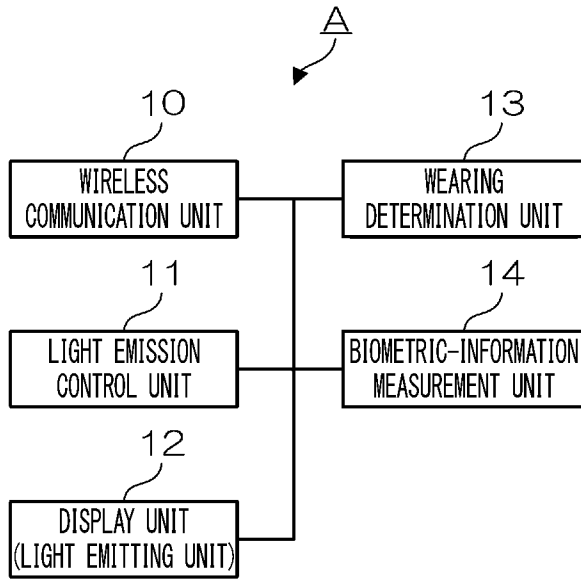 A
10
WIRELESS
COMMUNICATION UNIT
13
WEARING
DETERMINATION UNIT
11
LIGHT EMISSION
CONTROL UNIT
14
BIOMETRIC-INFORMATION
MEASUREMENT UNIT
12
DISPLAY UNIT
(LIGHT EMITTING UNIT)